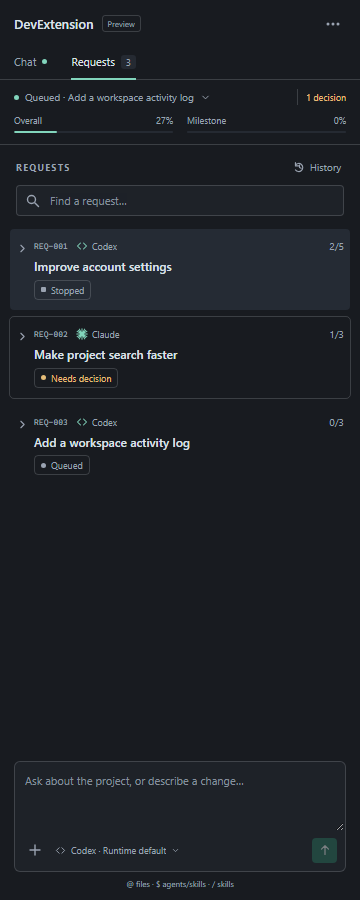 DevExtension Preview
Chat Requests 3
Queued · Add a workspace activity log 1 decision
Overall 27% Milestone 0%
REQUESTS History
Find a request...
REQ-001 Codex 2/5
Improve account settings
Stopped
REQ-002 Claude 1/3
Make project search faster
Needs decision
REQ-003 Codex 0/3
Add a workspace activity log
Queued
Ask about the project, or describe a change...
Codex · Runtime default
@ files · $ agents/skills · / skills